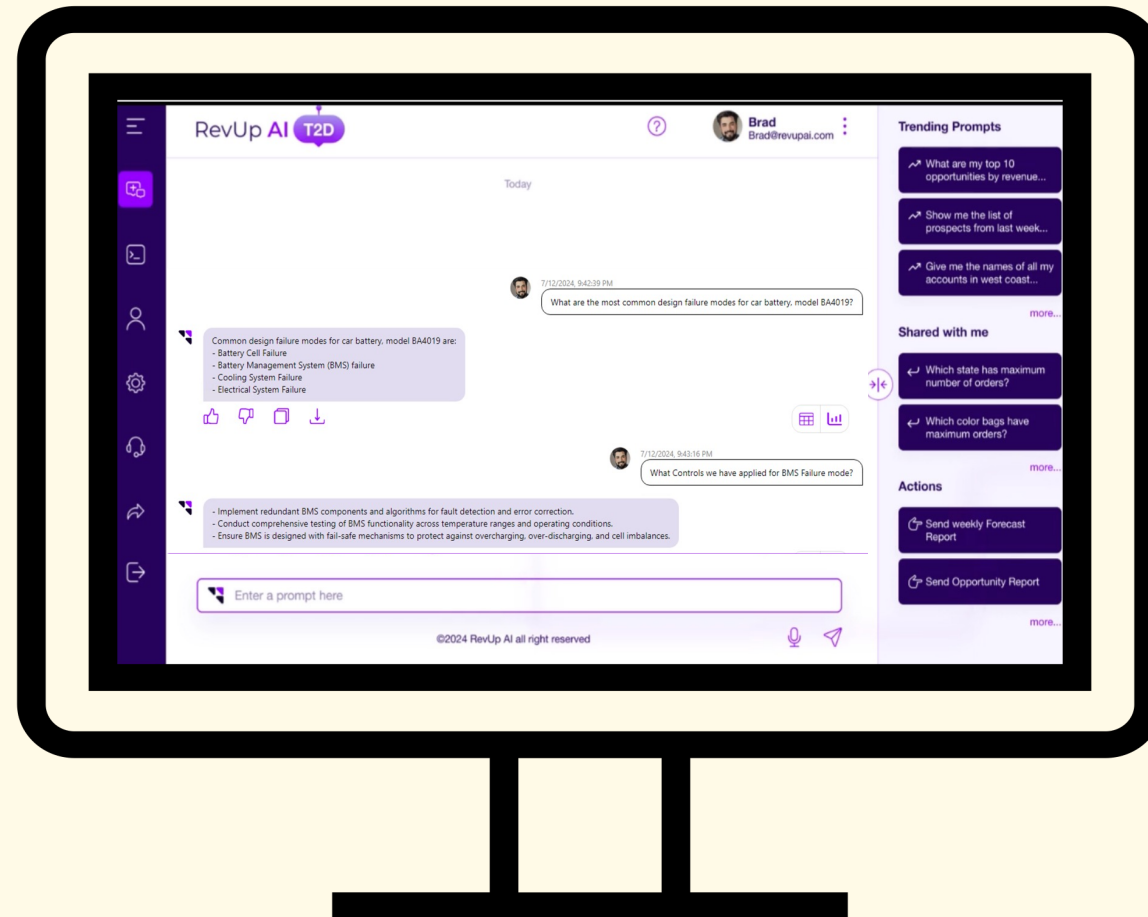 RevUp AI T2D
Brad
Brad@revupai.com
Today
7/12/2024, 9:42:39 PM
What are the most common design failure modes for car battery, model BA4019?
Common design failure modes for car battery, model BA4019 are:
- Battery Cell Failure
- Battery Management System (BMS) failure
- Cooling System Failure
- Electrical System Failure
7/12/2024, 9:43:16 PM
What Controls we have applied for BMS Failure mode?
- Implement redundant BMS components and algorithms for fault detection and error correction.
- Conduct comprehensive testing of BMS functionality across temperature ranges and operating conditions.
- Ensure BMS is designed with fail-safe mechanisms to protect against overcharging, over-discharging, and cell imbalances.
Enter a prompt here
©2024 RevUp AI all right reserved
Trending Prompts
What are my top 10
opportunities by revenue...
Show me the list of
prospects from last week...
Give me the names of all my
accounts in west coast...
more...
Shared with me
Which state has maximum
number of orders?
Which color bags have
maximum orders?
more...
Actions
Send weekly Forecast
Report
Send Opportunity Report
more...